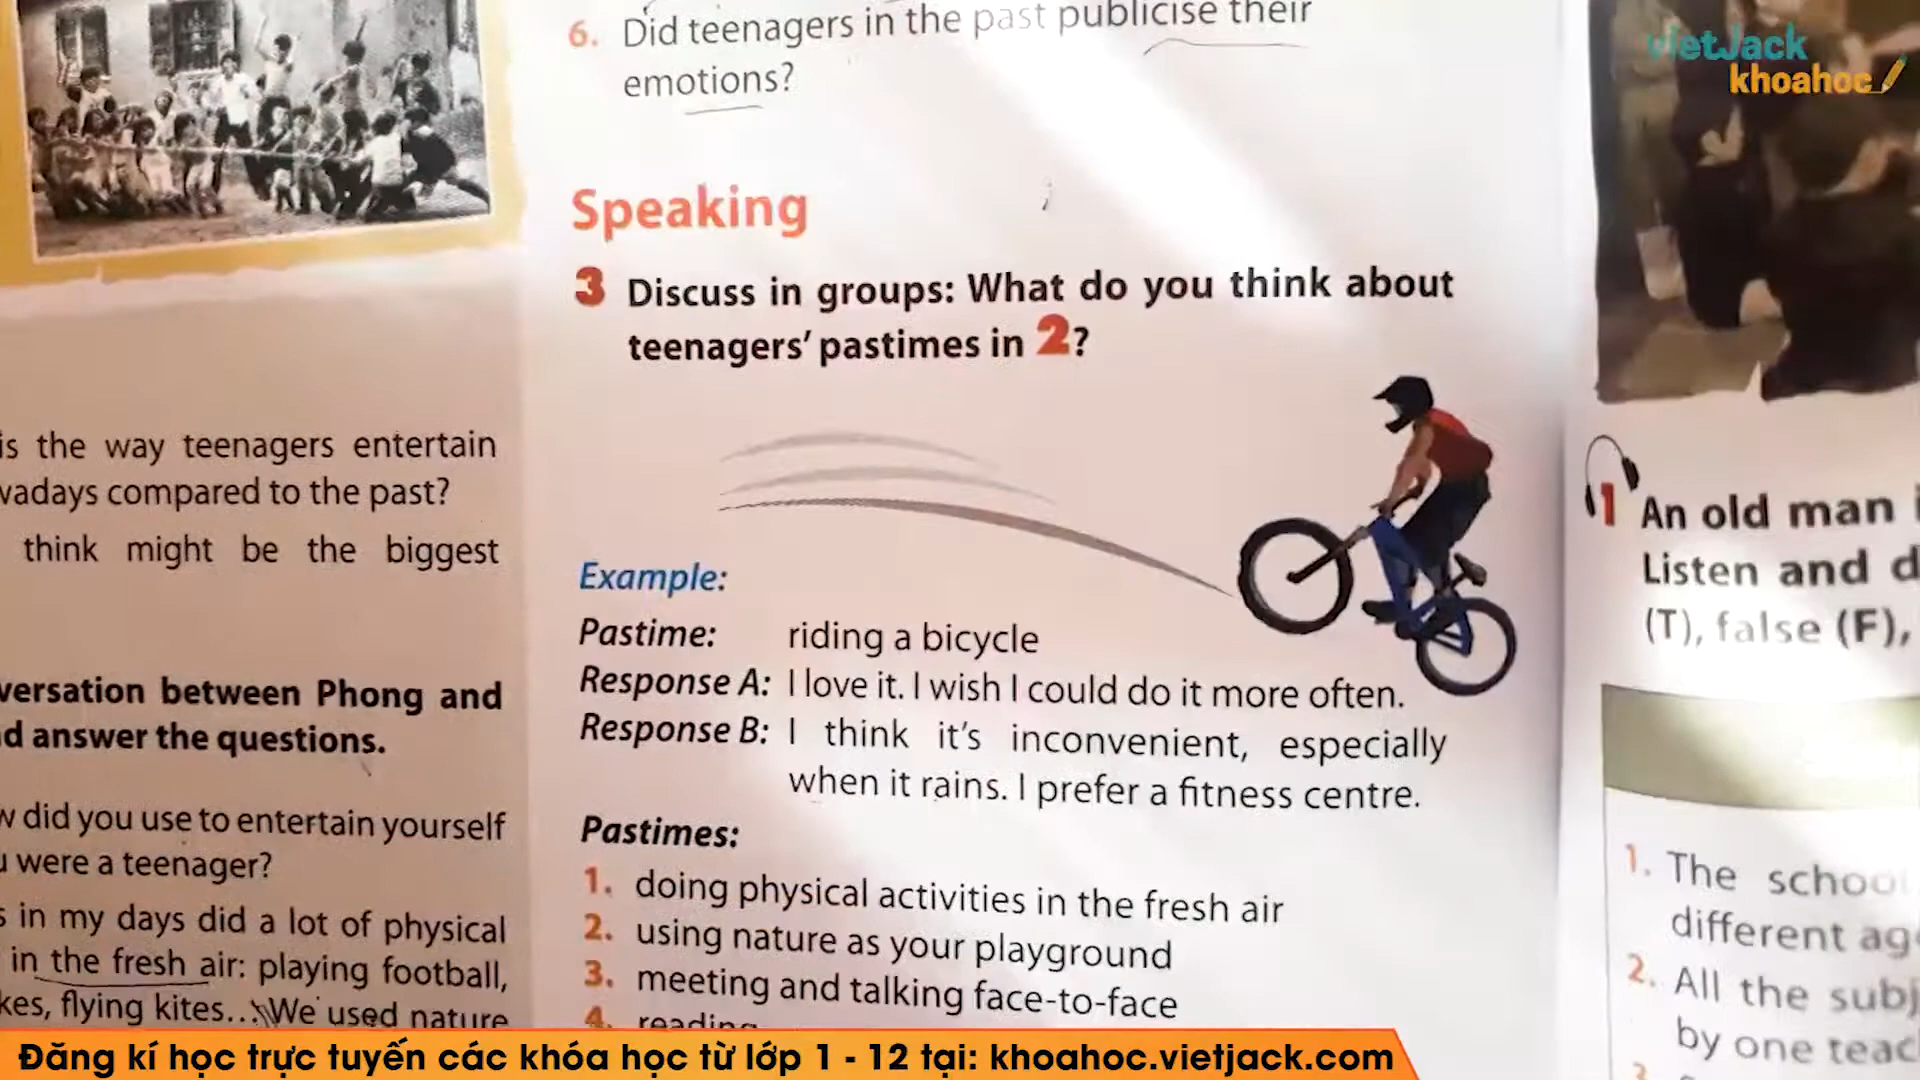 vietJack
khoahoc
6. Did teenagers in the past publicise their
emotions?
Speaking
3 Discuss in groups: What do you think about
teenagers' pastimes in 2?
Example:
Pastime: riding a bicycle
Response A: I love it. I wish I could do it more often.
Response B: I think it's inconvenient, especially
when it rains. I prefer a fitness centre.
Pastimes:
1. doing physical activities in the fresh air
2. using nature as your playground
3. meeting and talking face-to-face
4. reading
is the way teenagers entertain
compared to the past?
think might be the biggest
between Phong and
answer the questions.
did you use to entertain yourself
were a teenager?
in my days did a lot of physical
in the fresh air: playing football,
flying kites... We used nature
1 An old man
Listen and
(T), false (F),
1. The school
different
2. All the
by one
3.
Đăng kí học trực tuyến các khóa học từ lớp 1 - 12 tại: khoahoc.vietjack.com